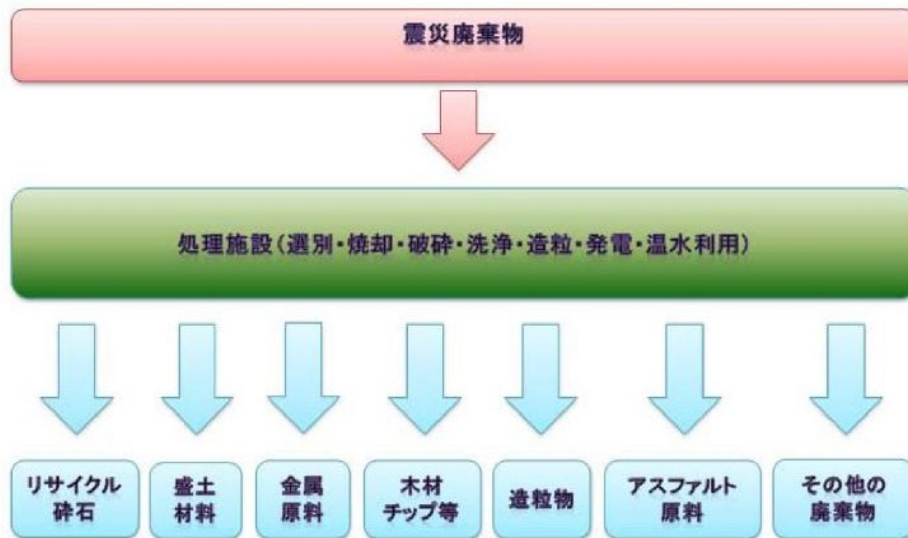 震災廃棄物
処理施設(選別・焼却・破砕・洗浄・造粒・発電・温水利用)
リサイクル
砕石
盛土
材料
金属
原料
木材
チップ等
造粒物
アスファルト
原料
その他の
廃棄物